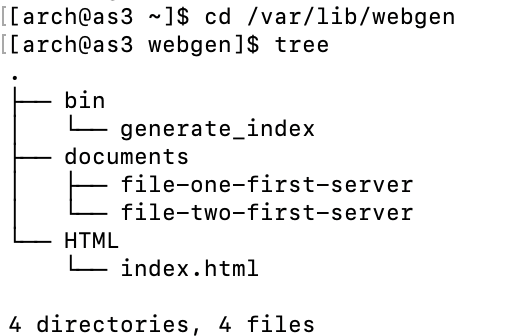 [[arch@as3 ~]$ cd /var/lib/webgen
[[arch@as3 webgen]$ tree
.
├── bin
│   └── generate_index
├── documents
│   ├── file-one-first-server
│   └── file-two-first-server
└── HTML
    └── index.html
4 directories, 4 files